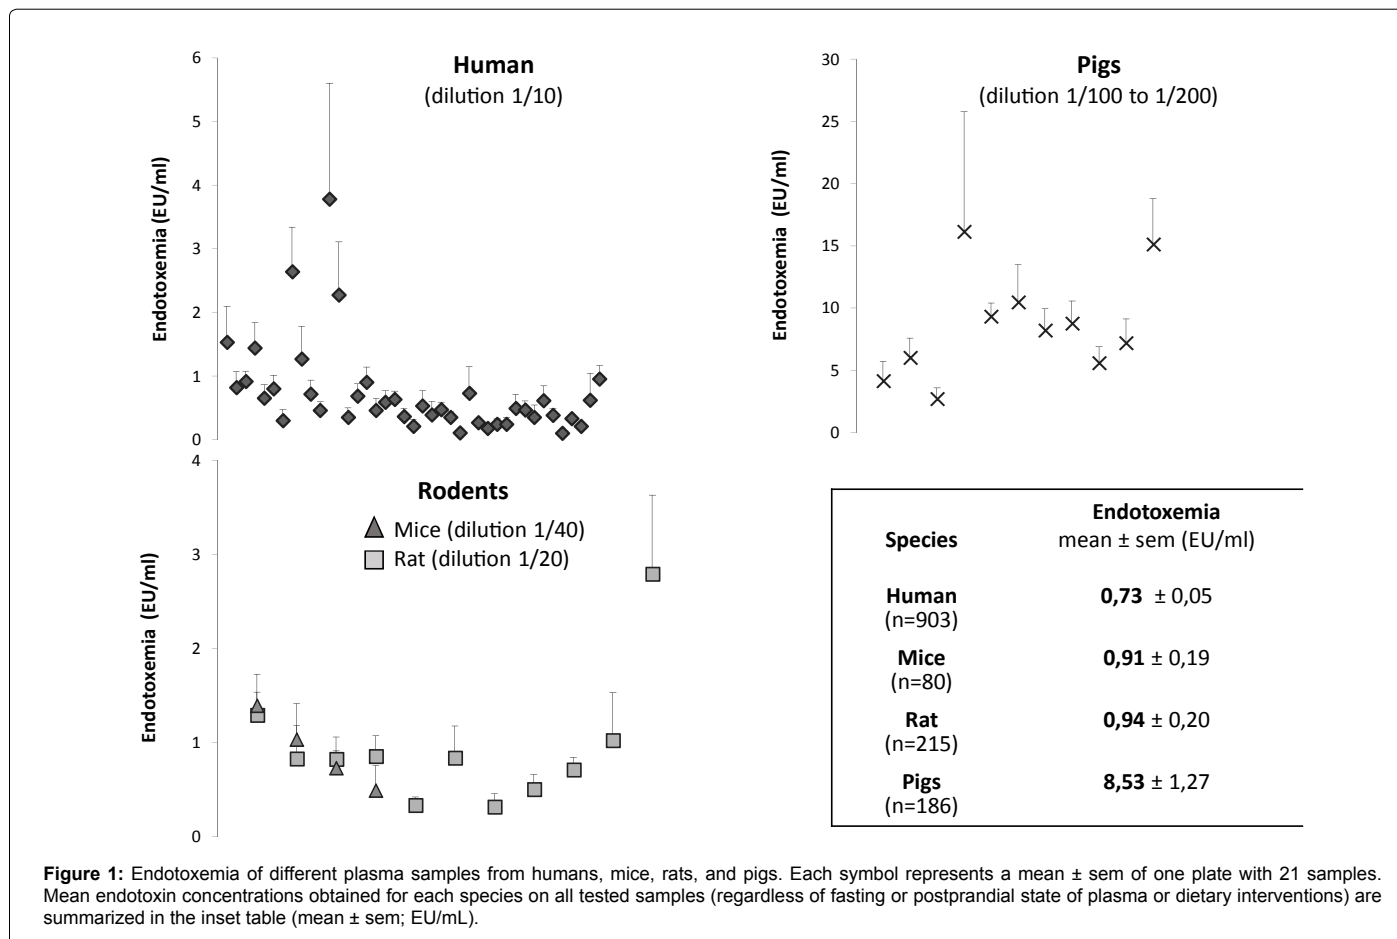 Human
(dilution 1/10)
Endotoxemia (EU/ml)
6
5
4
3
2
1
0
Pigs
(dilution 1/100 to 1/200)
Endotoxemia (EU/ml)
30
25
20
15
10
5
0
Rodents
Mice (dilution 1/40)
Rat (dilution 1/20)
Endotoxemia (EU/ml)
4
3
2
1
0
Species Endotoxemia mean ± sem (EU/ml)
Human 0,73 ± 0,05
(n=903)
Mice 0,91 ± 0,19
(n=80)
Rat 0,94 ± 0,20
(n=215)
Pigs 8,53 ± 1,27
(n=186)
Figure 1: Endotoxemia of different plasma samples from humans, mice, rats, and pigs. Each symbol represents a mean ± sem of one plate with 21 samples.
Mean endotoxin concentrations obtained for each species on all tested samples (regardless of fasting or postprandial state of plasma or dietary interventions) are
summarized in the inset table (mean ± sem; EU/mL).